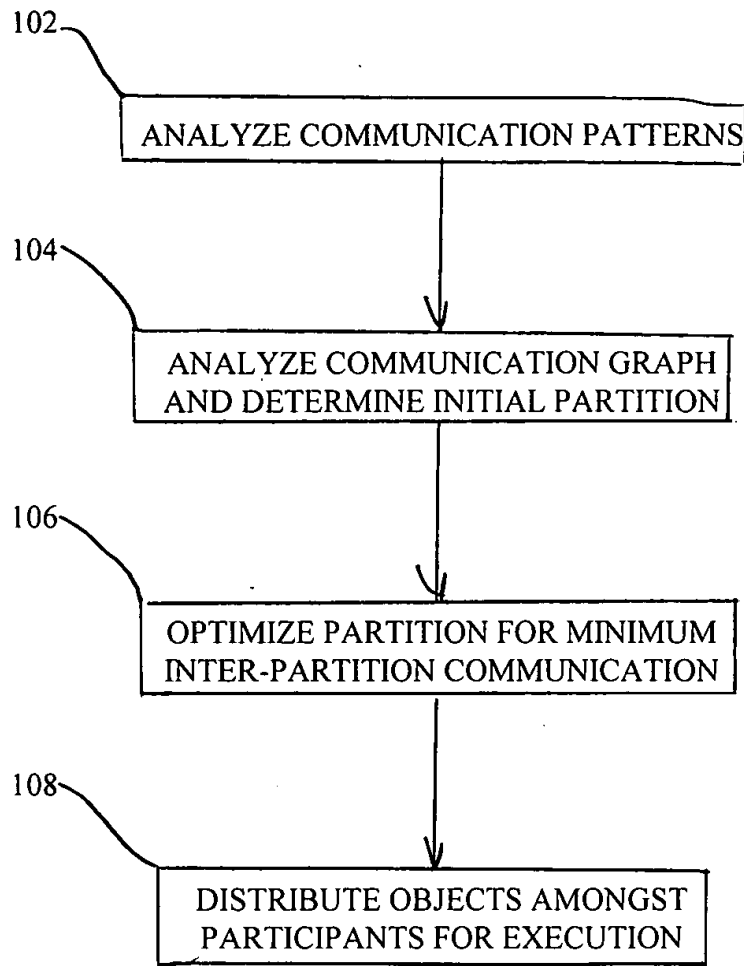 102
ANALYZE COMMUNICATION PATTERNS
104
ANALYZE COMMUNICATION GRAPH
AND DETERMINE INITIAL PARTITION
106
OPTIMIZE PARTITION FOR MINIMUM
INTER-PARTITION COMMUNICATION
108
DISTRIBUTE OBJECTS AMONGST
PARTICIPANTS FOR EXECUTION